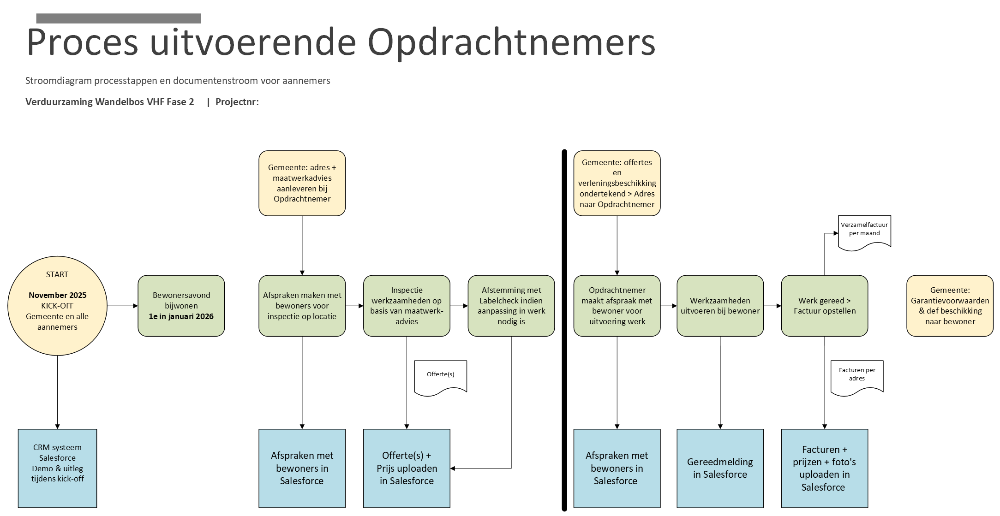 Proces uitvoerende Opdrachtnemers
Stroomdiagram processtappen en documentenstroom voor aannemers
Verduurzaming Wandelbos VHF Fase 2 | Projectnr:
Gemeente: adres +
maatwerkadvies
aanleveren bij
Opdrachtnemer
Gemeente: offertes
en
verleningsbeschikking
ondertekend > Adres
naar Opdrachtnemer
Verzamelfactuur
per maand
START
November 2025
KICK-OFF
Gemeente en alle
aannemers
Bewonersavond
bijwonen
1e in januari 2026
Afspraken maken met
bewoners voor
inspectie op locatie
Inspectie
werkzaamheden op
basis van maatwerk-
advies
Afstemming met
Labelcheck indien
aanpassing in werk
nodig is
Opdrachtnemer
maakt afspraak met
bewoner voor
uitvoering werk
Werkzaamheden
uitvoeren bij bewoner
Werk gereed >
Factuur opstellen
Gemeente:
Garantievoorwaarden
& def beschikking
naar bewoner
Offerte(s)
Facturen per
adres
CRM systeem
Salesforce
Demo & uitleg
tijdens kick-off
Afspraken met
bewoners in
Salesforce
Offerte(s) +
Prijs uploaden
in Salesforce
Afspraken met
bewoners in
Salesforce
Gereedmelding
in Salesforce
Facturen +
prijzen + foto's
uploaden in
Salesforce